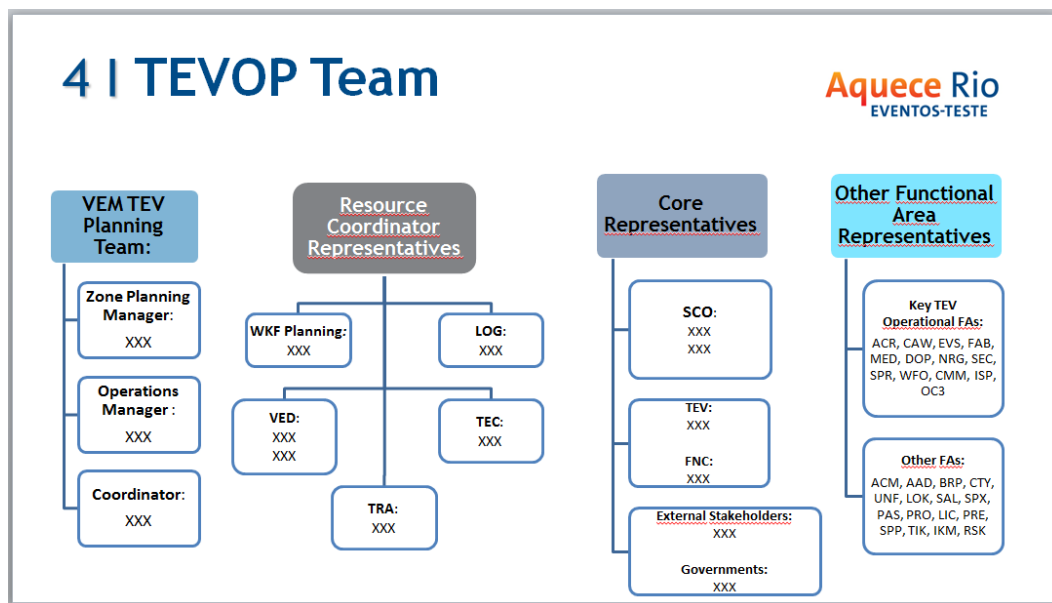 4 I TEVOP Team
Aquece Rio
EVENTOS-TESTE
VEM TEV
Planning
Team:
Zone Planning
Manager:
XXX
Operations
Manager :
XXX
Coordinator:
XXX
Resource
Coordinator
Representatives
WKF Planning:
XXX
LOG:
XXX
VED:
XXX
XXX
TEC:
XXX
TRA:
XXX
Core
Representatives
SCO:
XXX
XXX
TEV:
XXX
FNC:
XXX
External Stakeholders:
XXX
Governments:
XXX
Other Functional
Area
Representatives
Key TEV
Operational FAs:
ACR, CAW, EVS, FAB,
MED, DOP, NRG, SEC,
SPR, WFO, CMM, ISP,
OC3
Other FAs:
ACM, AAD, BRP, CTY,
UNF, LOK, SAL, SPX,
PAS, PRO, LIC, PRE,
SPP, TIK, IKM, RSK